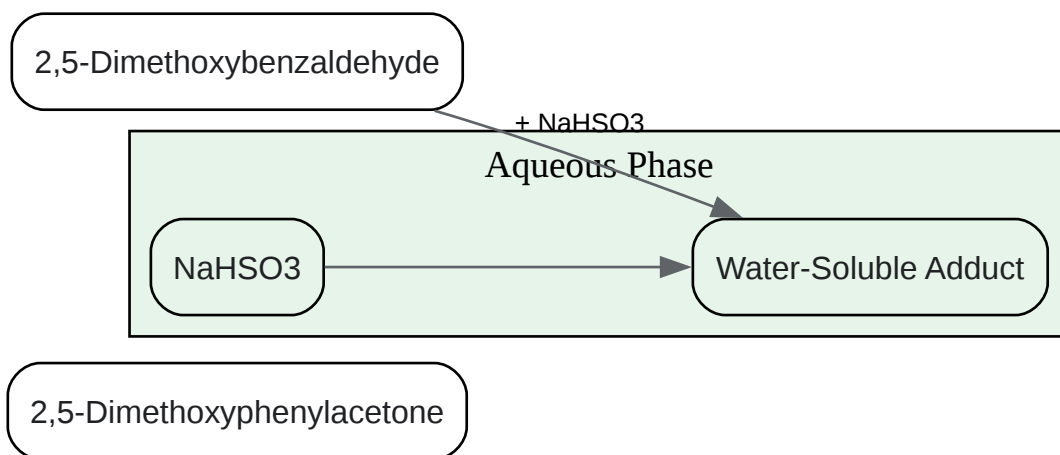 2,5-Dimethoxybenzaldehyde
+ NaHSO3
Aqueous Phase
NaHSO3
Water-Soluble Adduct
2,5-Dimethoxyphenylacetone